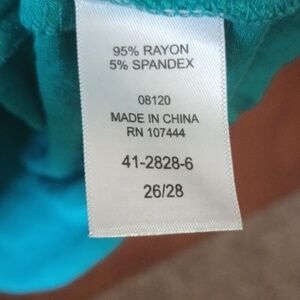 95% RAYON
5% SPANDEX
08120
MADE IN CHINA
RN 107444
41-2828-6
26/28